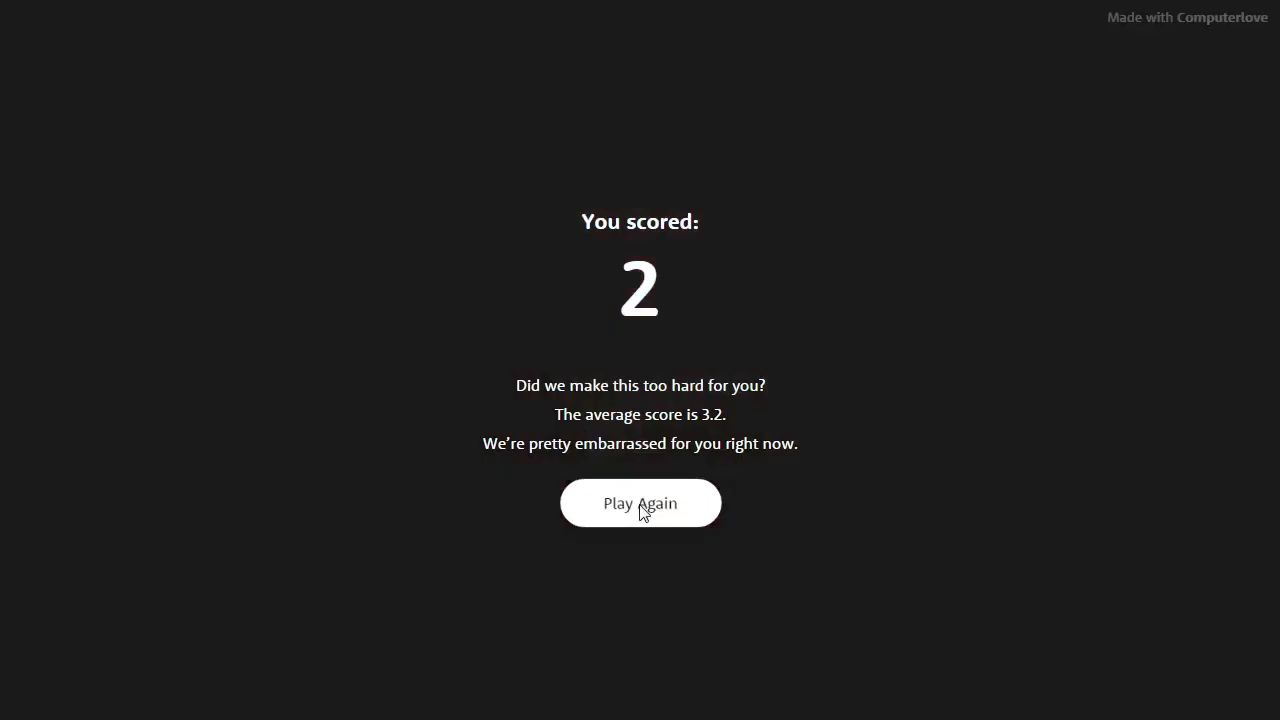 Made with Computerlove
You scored:
2
Did we make this too hard for you?
The average score is 3.2.
We’re pretty embarrassed for you right now.
Play Again